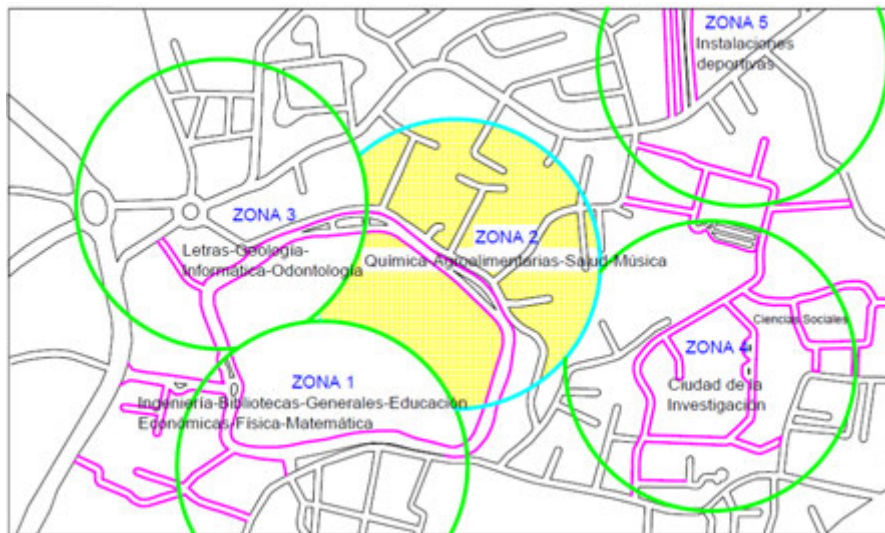 ZONA 5
Instalaciones
deportivas
ZONA 3
Letras-Geología-
Informática-Odontología
ZONA 2
Química-Agroalimentarias-Salud-Música
Ciencias Sociales
ZONA 4
Ciudad de la
Investigación
ZONA 1
Ingeniería-Bibliotecas-Generales-Educación
Económicas-Física-Matemática